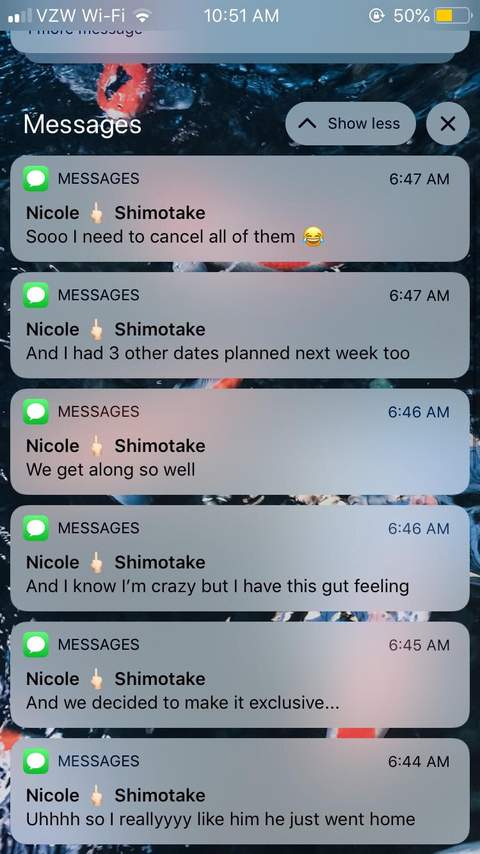 VZW Wi-Fi 10:51 AM 50%
1 more message
Messages Show less
MESSAGES 6:47 AM
Nicole 🖕🏻 Shimotake
Sooo I need to cancel all of them 😂
MESSAGES 6:47 AM
Nicole 🖕🏻 Shimotake
And I had 3 other dates planned next week too
MESSAGES 6:46 AM
Nicole 🖕🏻 Shimotake
We get along so well
MESSAGES 6:46 AM
Nicole 🖕🏻 Shimotake
And I know I’m crazy but I have this gut feeling
MESSAGES 6:45 AM
Nicole 🖕🏻 Shimotake
And we decided to make it exclusive...
MESSAGES 6:44 AM
Nicole 🖕🏻 Shimotake
Uhhhh so I reallyyyy like him he just went home